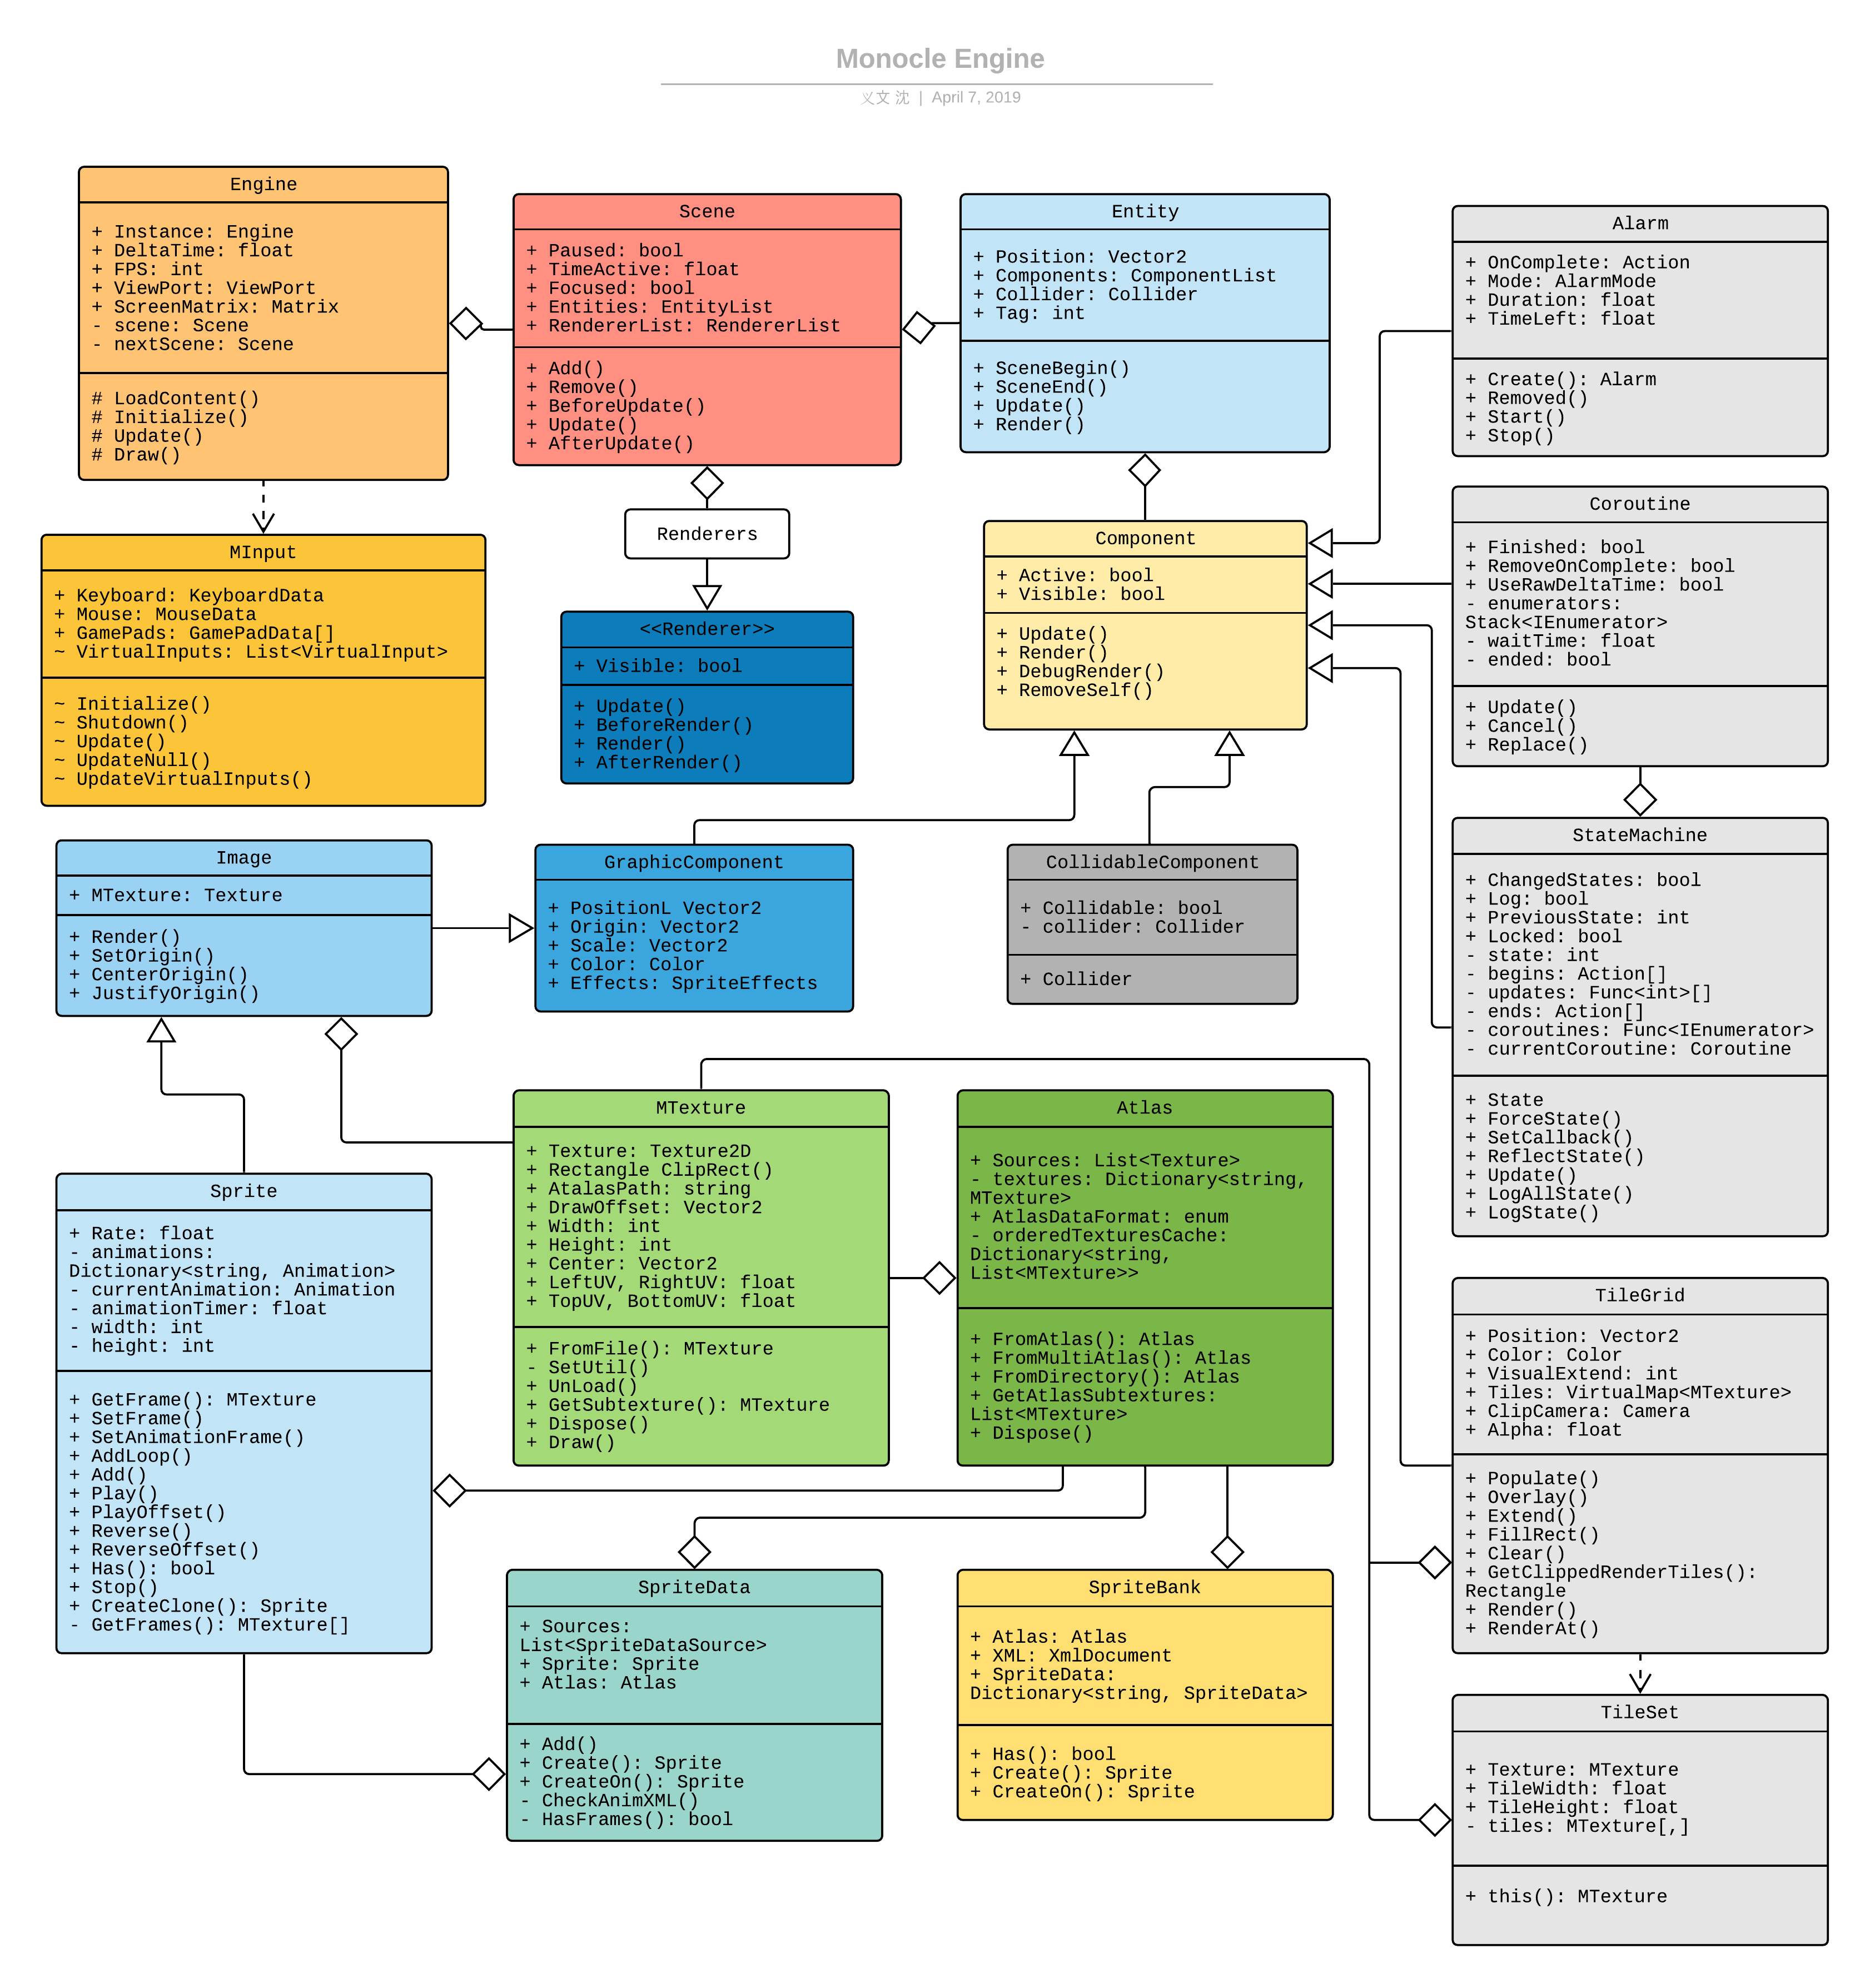 Monocle Engine
义文 沈 | April 7, 2019
Engine
+ Instance: Engine
+ DeltaTime: float
+ FPS: int
+ ViewPort: ViewPort
+ ScreenMatrix: Matrix
- scene: Scene
- nextScene: Scene
# LoadContent()
# Initialize()
# Update()
# Draw()
Scene
+ Paused: bool
+ TimeActive: float
+ Focused: bool
+ Entities: EntityList
+ RendererList: RendererList
+ Add()
+ Remove()
+ BeforeUpdate()
+ Update()
+ AfterUpdate()
Entity
+ Position: Vector2
+ Components: ComponentList
+ Collider: Collider
+ Tag: int
+ SceneBegin()
+ SceneEnd()
+ Update()
+ Render()
Alarm
+ OnComplete: Action
+ Mode: AlarmMode
+ Duration: float
+ TimeLeft: float
+ Create(): Alarm
+ Removed()
+ Start()
+ Stop()
MInput
+ Keyboard: KeyboardData
+ Mouse: MouseData
+ GamePads: GamePadData[]
~ VirtualInputs: List<VirtualInput>
~ Initialize()
~ Shutdown()
~ Update()
~ UpdateNull()
~ UpdateVirtualInputs()
Renderers
<<Renderer>>
+ Visible: bool
+ Update()
+ BeforeRender()
+ Render()
+ AfterRender()
Component
+ Active: bool
+ Visible: bool
+ Update()
+ Render()
+ DebugRender()
+ RemoveSelf()
Coroutine
+ Finished: bool
+ RemoveOnComplete: bool
+ UseRawDeltaTime: bool
- enumerators:
Stack<IEnumerator>
- waitTime: float
- ended: bool
+ Update()
+ Cancel()
+ Replace()
Image
+ MTexture: Texture
+ Render()
+ SetOrigin()
+ CenterOrigin()
+ JustifyOrigin()
GraphicComponent
+ PositionL Vector2
+ Origin: Vector2
+ Scale: Vector2
+ Color: Color
+ Effects: SpriteEffects
CollidableComponent
+ Collidable: bool
- collider: Collider
+ Collider
StateMachine
+ ChangedStates: bool
+ Log: bool
+ PreviousState: int
+ Locked: bool
- state: int
- begins: Action[]
- updates: Func<int>[]
- ends: Action[]
- coroutines: Func<IEnumerator>
- currentCoroutine: Coroutine
+ State
+ ForceState()
+ SetCallback()
+ ReflectState()
+ Update()
+ LogAllState()
+ LogState()
Sprite
+ Rate: float
- animations:
Dictionary<string, Animation>
- currentAnimation: Animation
- animationTimer: float
- width: int
- height: int
+ GetFrame(): MTexture
+ SetFrame()
+ SetAnimationFrame()
+ AddLoop()
+ Add()
+ Play()
+ PlayOffset()
+ Reverse()
+ ReverseOffset()
+ Has(): bool
+ Stop()
+ CreateClone(): Sprite
- GetFrames(): MTexture[]
MTexture
+ Texture: Texture2D
+ Rectangle ClipRect()
+ AtalasPath: string
+ DrawOffset: Vector2
+ Width: int
+ Height: int
+ Center: Vector2
+ LeftUV, RightUV: float
+ TopUV, BottomUV: float
+ FromFile(): MTexture
- SetUtil()
+ UnLoad()
+ GetSubtexture(): MTexture
+ Dispose()
+ Draw()
Atlas
+ Sources: List<Texture>
- textures: Dictionary<string,
MTexture>
+ AtlasDataFormat: enum
- orderedTexturesCache:
Dictionary<string,
List<MTexture>>
+ FromAtlas(): Atlas
+ FromMultiAtlas(): Atlas
+ FromDirectory(): Atlas
+ GetAtlasSubtextures:
List<MTexture>
+ Dispose()
TileGrid
+ Position: Vector2
+ Color: Color
+ VisualExtend: int
+ Tiles: VirtualMap<MTexture>
+ ClipCamera: Camera
+ Alpha: float
+ Populate()
+ Overlay()
+ Extend()
+ FillRect()
+ Clear()
+ GetClippedRenderTiles():
Rectangle
+ Render()
+ RenderAt()
SpriteData
+ Sources:
List<SpriteDataSource>
+ Sprite: Sprite
+ Atlas: Atlas
+ Add()
+ Create(): Sprite
+ CreateOn(): Sprite
- CheckAnimXML()
- HasFrames(): bool
SpriteBank
+ Atlas: Atlas
+ XML: XmlDocument
+ SpriteData:
Dictionary<string, SpriteData>
+ Has(): bool
+ Create(): Sprite
+ CreateOn(): Sprite
TileSet
+ Texture: MTexture
+ TileWidth: float
+ TileHeight: float
- tiles: MTexture[,]
+ this(): MTexture